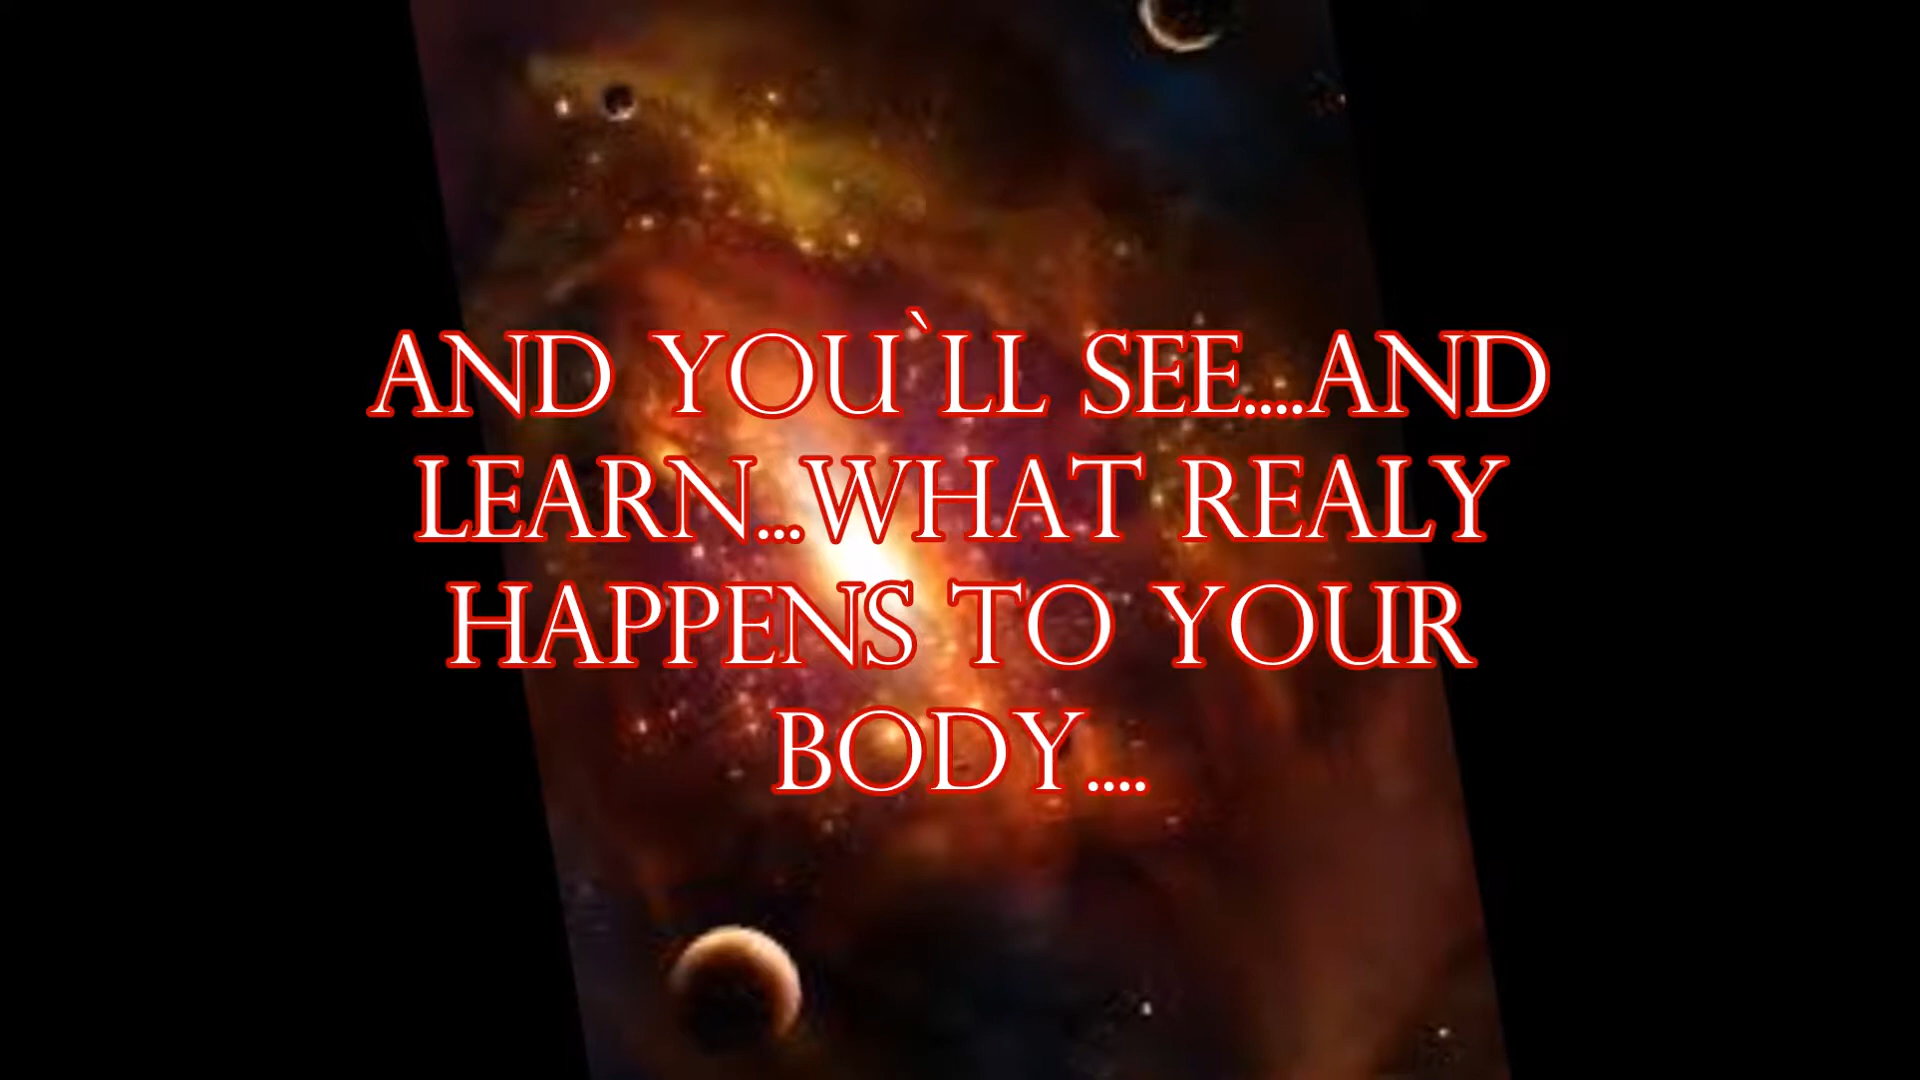 AND YOU`LL SEE....AND
LEARN...WHAT REALY
HAPPENS TO YOUR
BODY....